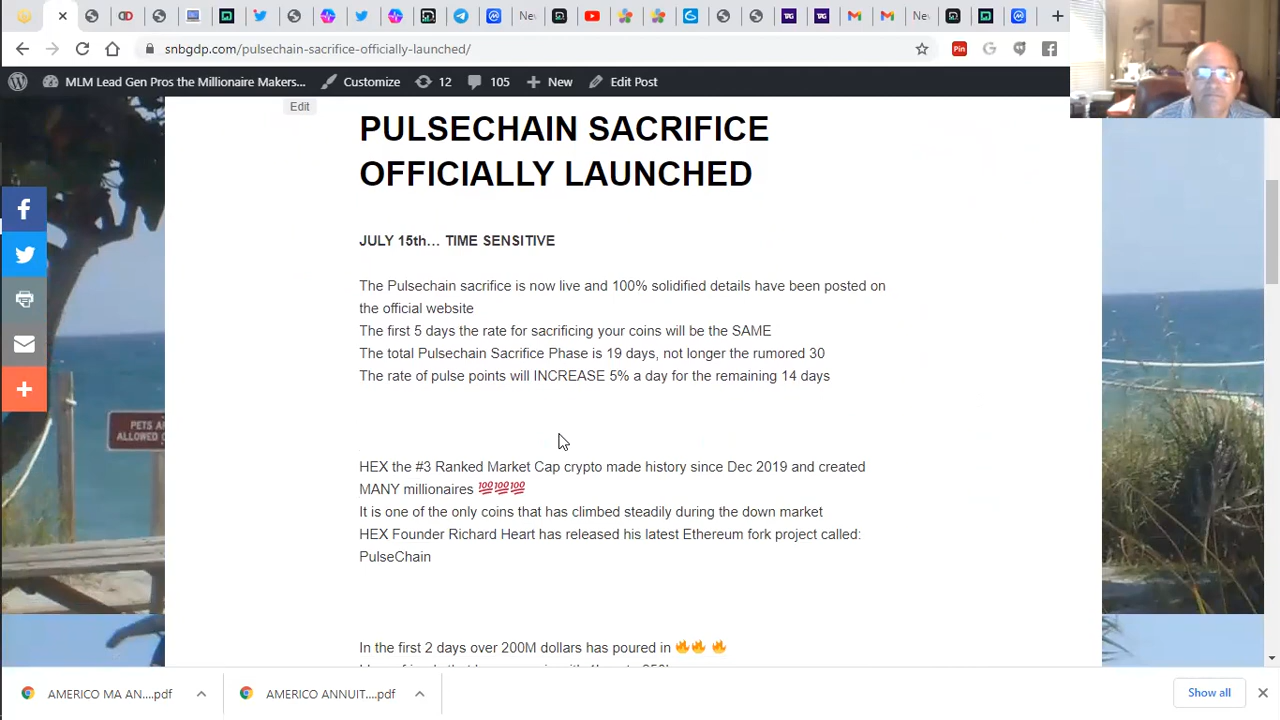 Nev
Nev
snbgdp.com/pulsechain-sacrifice-officially-launched/
Pin
MLM Lead Gen Pros the Millionaire Makers...
Customize
12
105
New
Edit Post
Edit
PULSECHAIN SACRIFICE
OFFICIALLY LAUNCHED
JULY 15th… TIME SENSITIVE
The Pulsechain sacrifice is now live and 100% solidified details have been posted on
the official website
The first 5 days the rate for sacrificing your coins will be the SAME
The total Pulsechain Sacrifice Phase is 19 days, not longer the rumored 30
The rate of pulse points will INCREASE 5% a day for the remaining 14 days
PETS AR
ALLOWED O
HEX the #3 Ranked Market Cap crypto made history since Dec 2019 and created
MANY millionaires 💯💯💯
It is one of the only coins that has climbed steadily during the down market
HEX Founder Richard Heart has released his latest Ethereum fork project called:
PulseChain
In the first 2 days over 200M dollars has poured in 🔥🔥 🔥
AMERICO MA AN....pdf
AMERICO ANNUIT....pdf
Show all